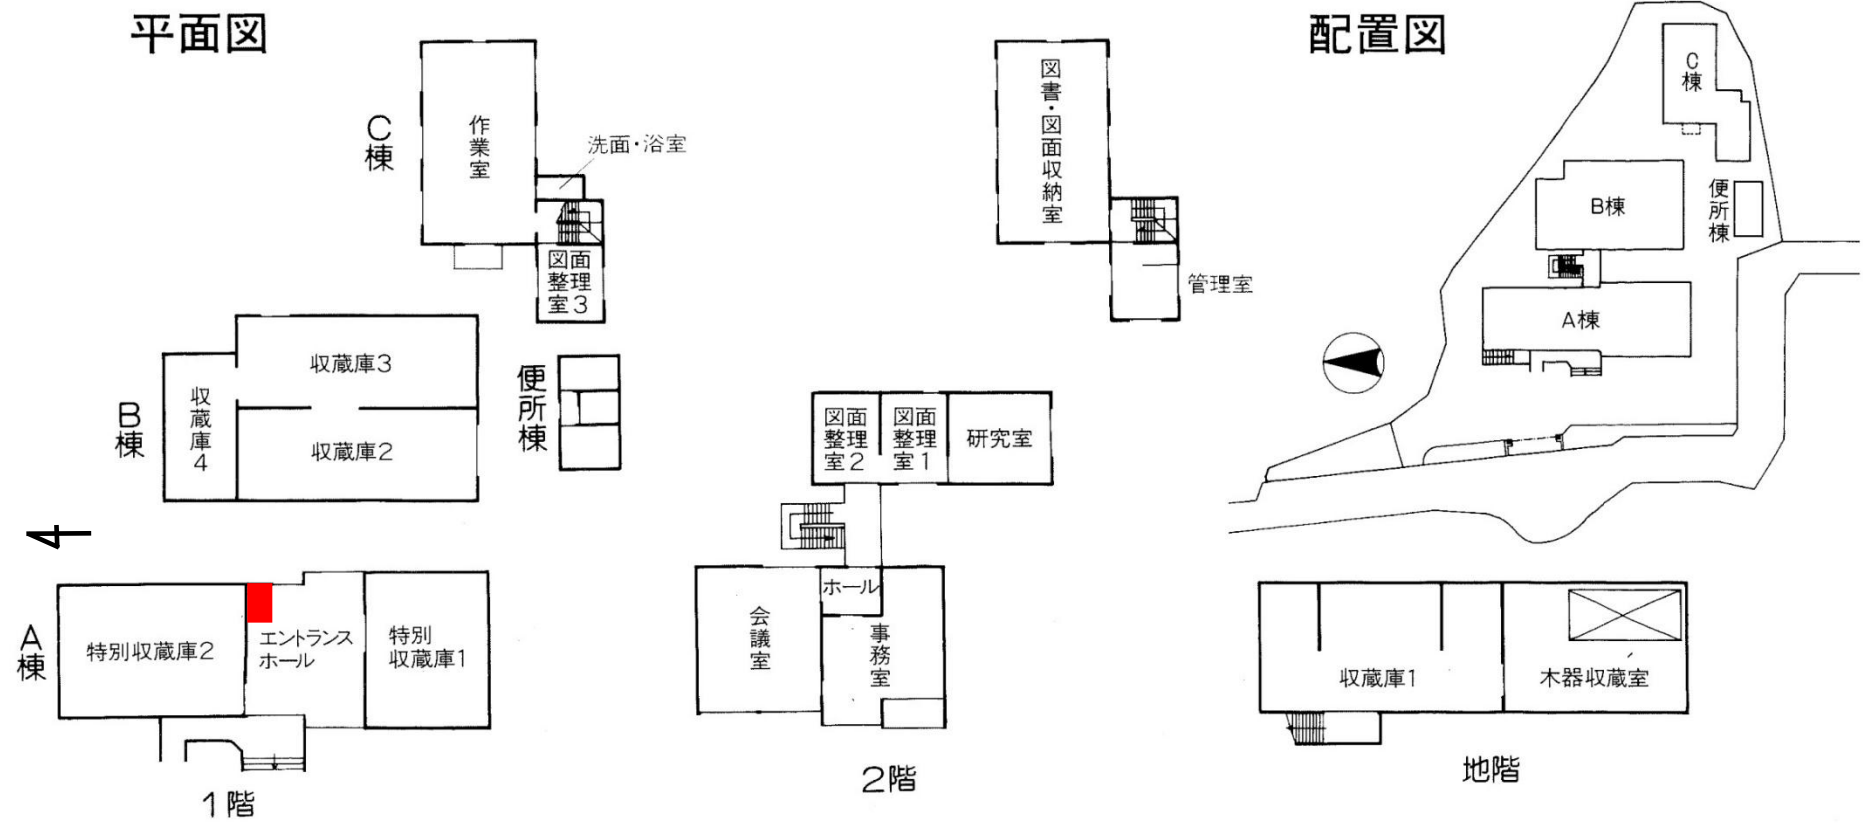 平面図
配置図
C棟
作業室
洗面・浴室
図面
整理
室3
図書・図面収納室
管理室
C棟
B棟
便所棟
A棟
B棟
収蔵庫3
収蔵庫4
収蔵庫2
便所棟
図面
整理
室2
図面
整理
室1
研究室
A棟
特別収蔵庫2
エントランス
ホール
特別
収蔵庫1
1階
ホール
会議室
事務室
2階
収蔵庫1
木器収蔵室
地階